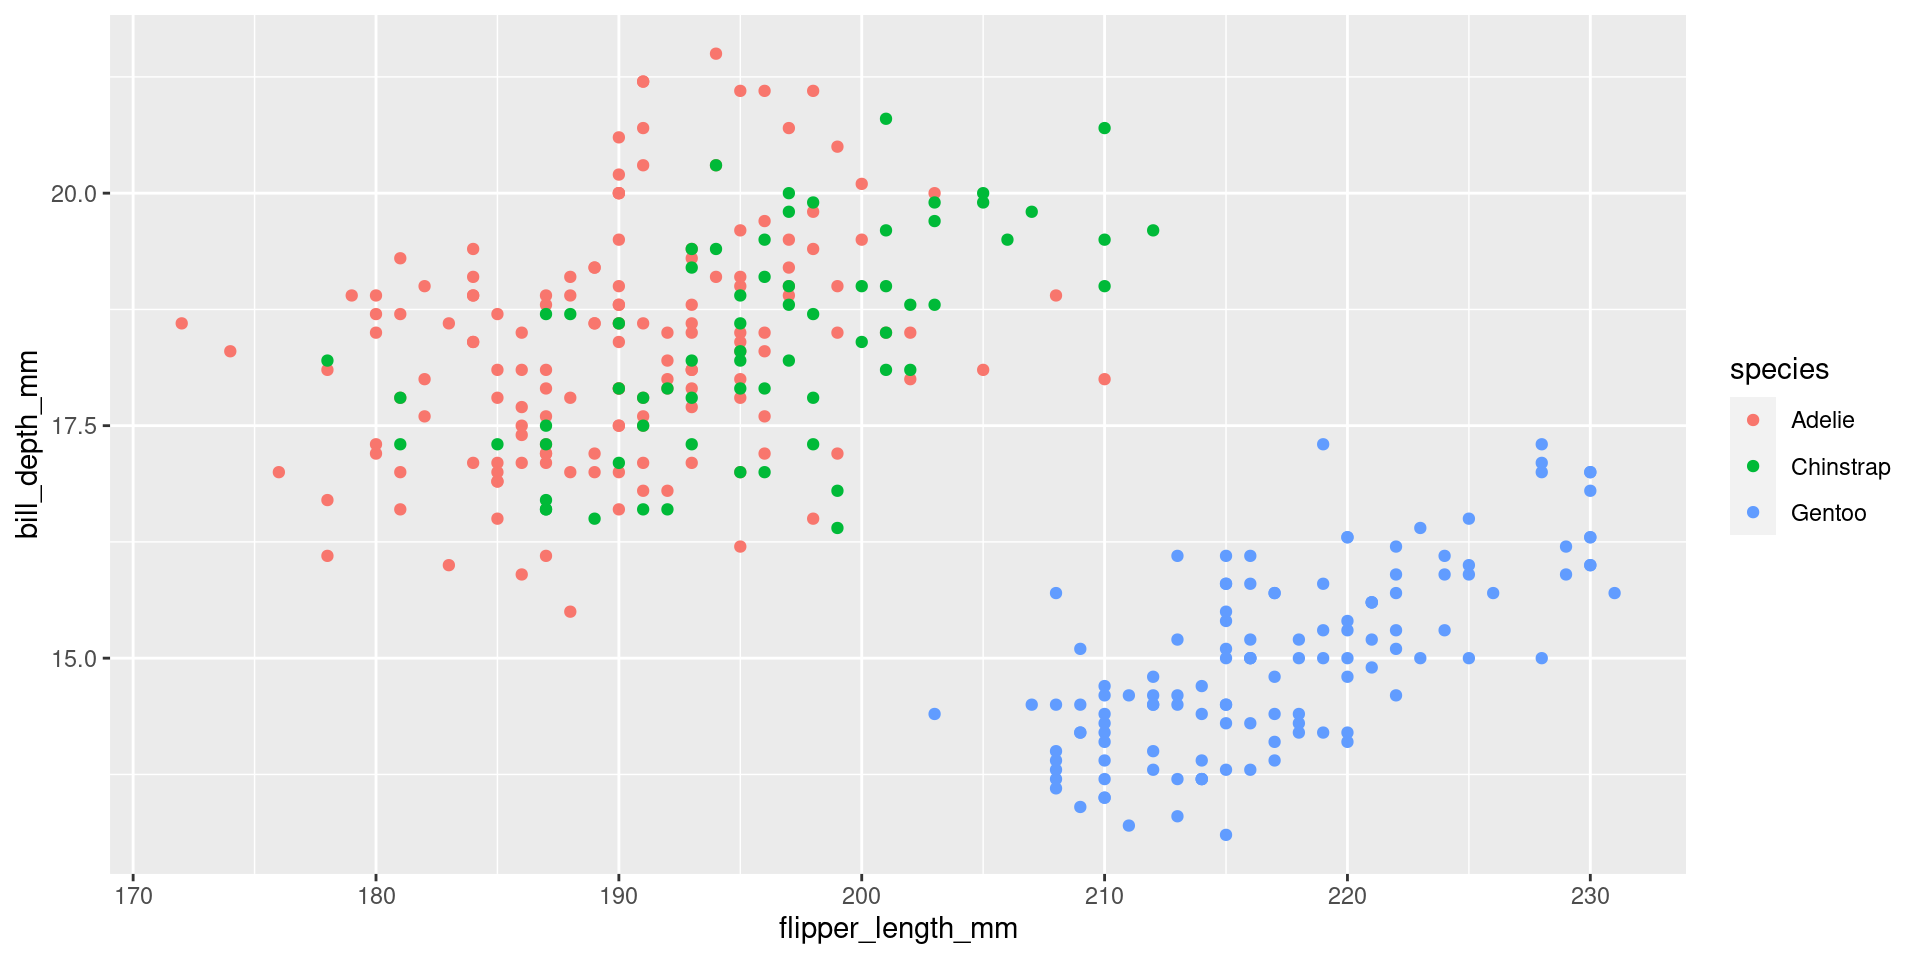 bill_depth_mm
20.0
17.5
15.0
170
180
190
200
210
220
230
flipper_length_mm
species
Adelie
Chinstrap
Gentoo